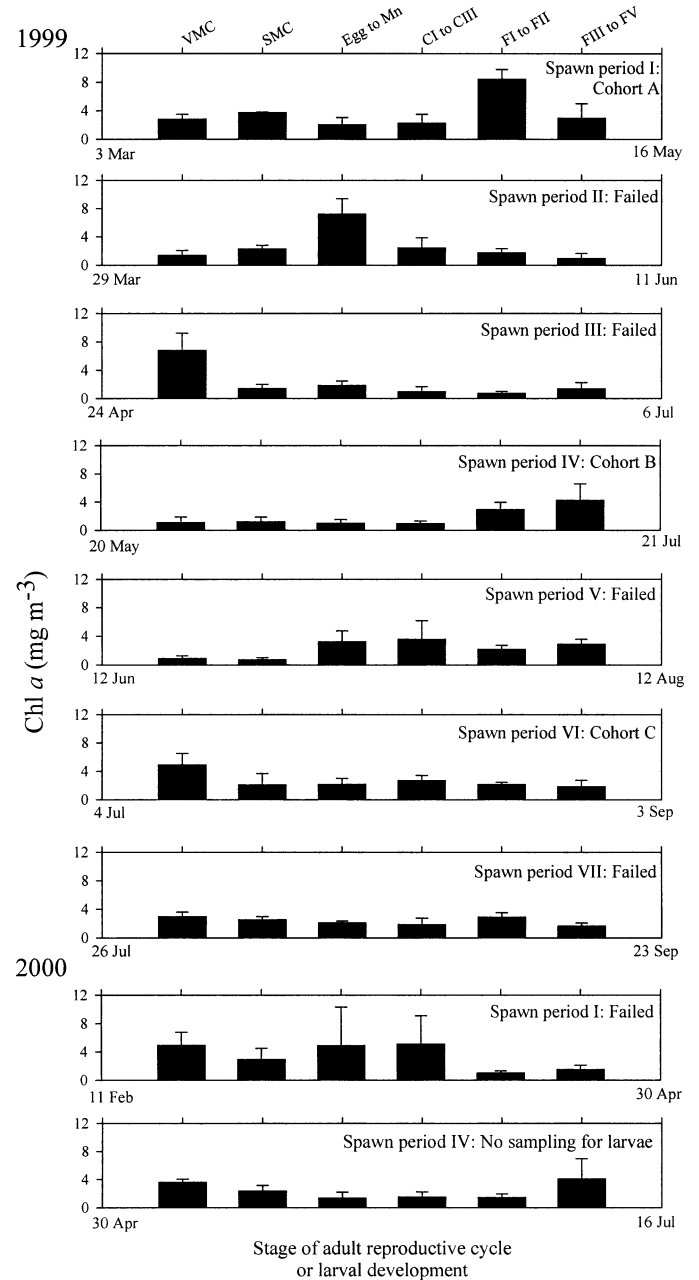 1999
VMC
SMC
Egg to Mn
CI to CIII
FI to FII
FIII to FV
12
8
4
0
Spawn period I:
Cohort A
3 Mar
16 May
12
8
4
0
Spawn period II: Failed
29 Mar
11 Jun
12
8
4
0
Spawn period III: Failed
24 Apr
6 Jul
12
8
4
0
Spawn period IV: Cohort B
20 May
21 Jul
12
8
4
0
Spawn period V: Failed
12 Jun
12 Aug
12
8
4
0
Spawn period VI: Cohort C
4 Jul
3 Sep
12
8
4
0
Spawn period VII: Failed
26 Jul
23 Sep
2000
12
8
4
0
Spawn period I: Failed
11 Feb
30 Apr
12
8
4
0
Spawn period IV: No sampling for larvae
30 Apr
16 Jul
Chl a (mg m-3)
Stage of adult reproductive cycle
or larval development